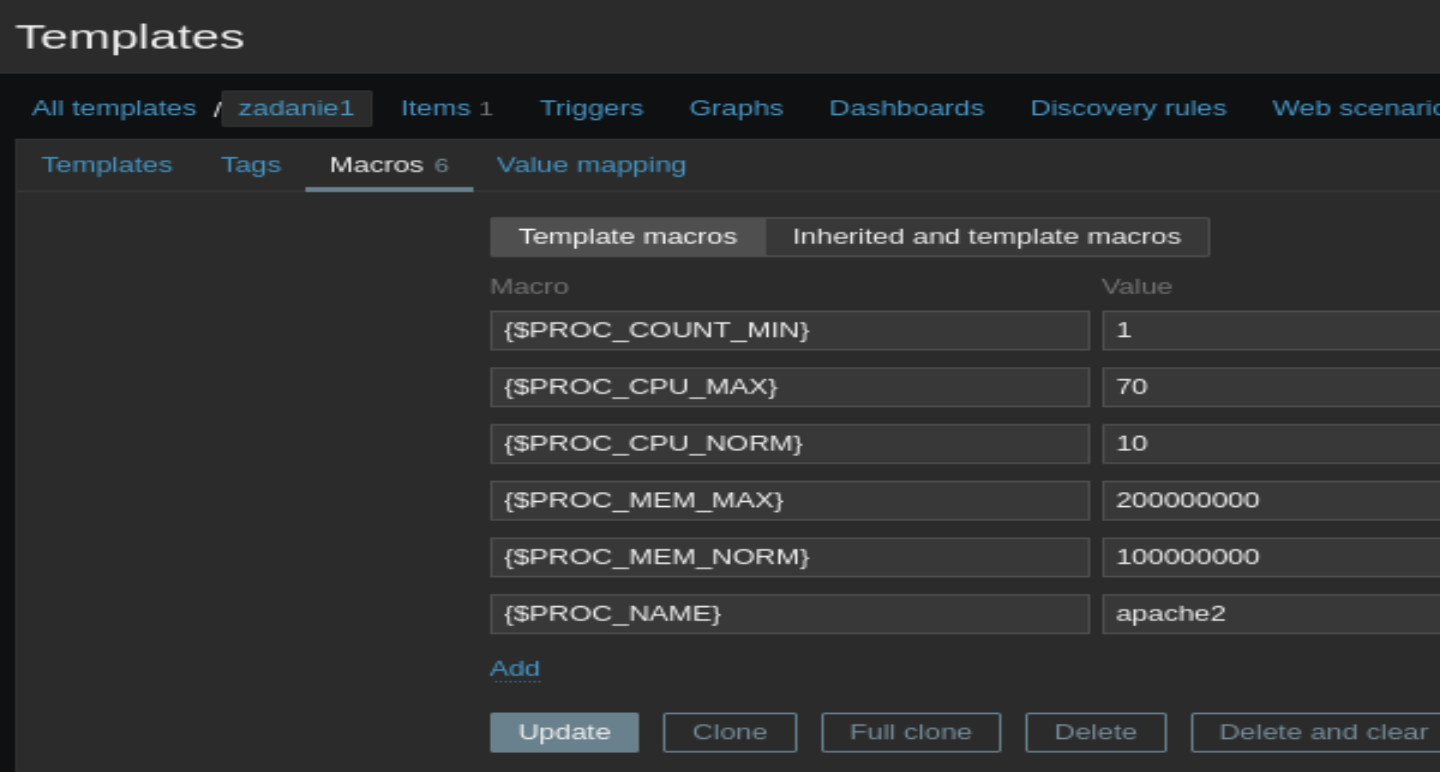 Templates
All templates / zadanie1 Items 1 Triggers Graphs Dashboards Discovery rules Web scenario
Templates Tags Macros 6 Value mapping
Template macros Inherited and template macros
Macro Value
{$PROC_COUNT_MIN} 1
{$PROC_CPU_MAX} 70
{$PROC_CPU_NORM} 10
{$PROC_MEM_MAX} 200000000
{$PROC_MEM_NORM} 100000000
{$PROC_NAME} apache2
Add
Update Clone Full clone Delete Delete and clear